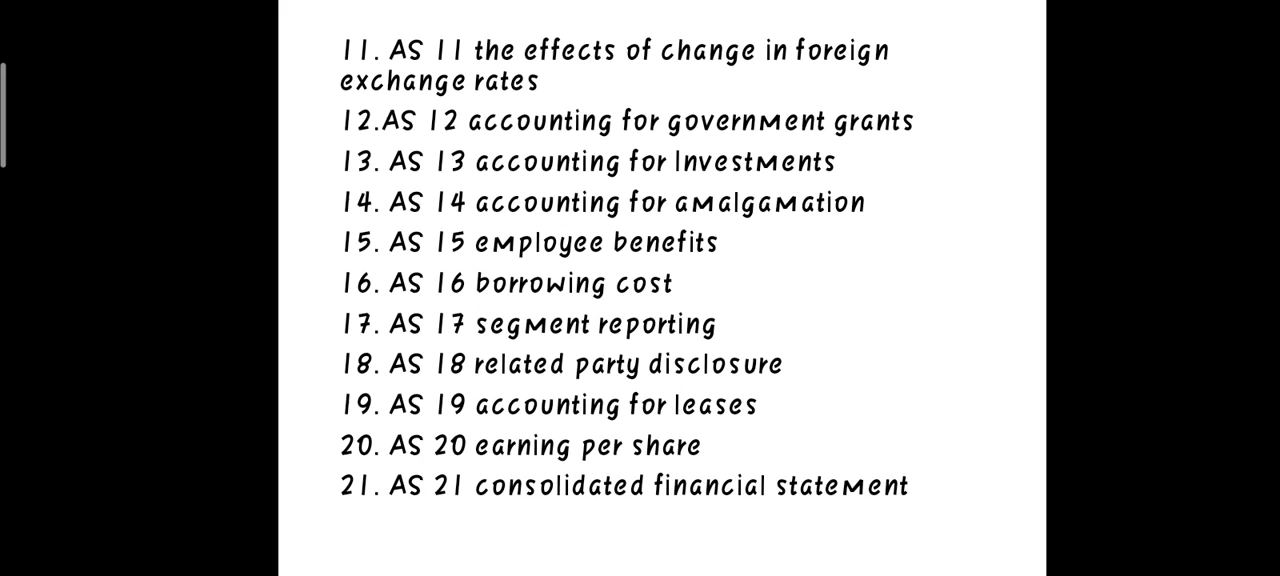 11. AS 11 the effects of change in foreign
exchange rates
12.AS 12 accounting for government grants
13. AS 13 accounting for Investments
14. AS 14 accounting for amalgamation
15. AS 15 employee benefits
16. AS 16 borrowing cost
17. AS 17 segment reporting
18. AS 18 related party disclosure
19. AS 19 accounting for leases
20. AS 20 earning per share
21. AS 21 consolidated financial statement